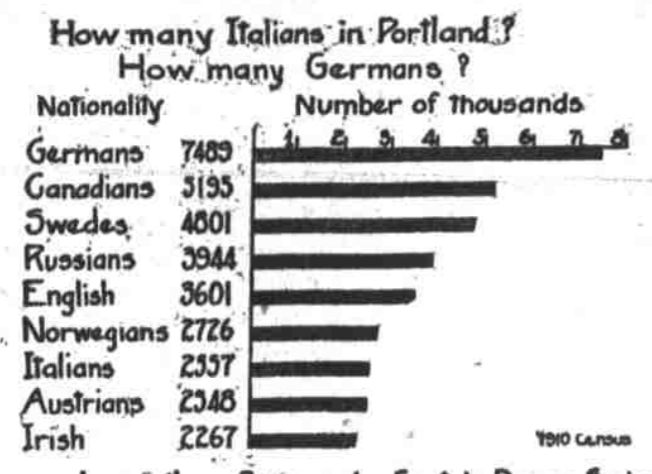 How many Italians in Portland?
How many Germans?
Nationality Number of thousands
1 2 3 4 5 6 7 8
Germans 7489
Canadians 5195
Swedes 4801
Russians 3944
English 3601
Norwegians 2726
Italians 2557
Austrians 2548
Irish 2267
1910 Census